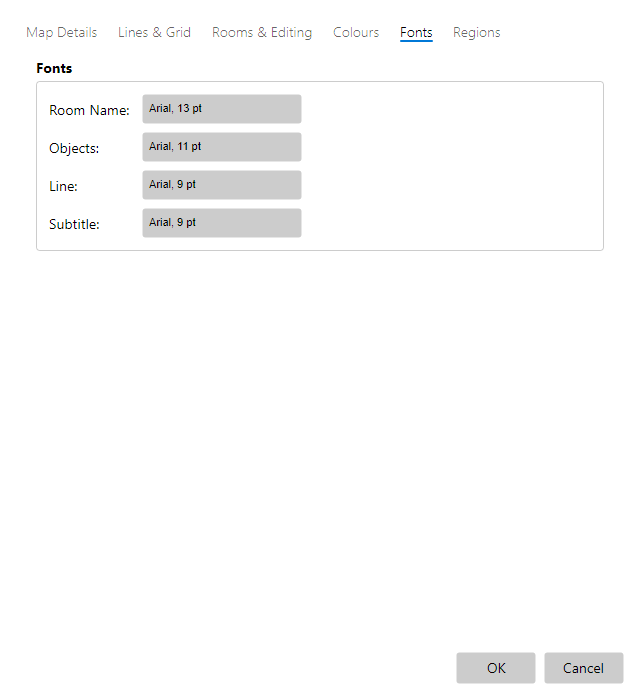 Map Details Lines & Grid Rooms & Editing Colours Fonts Regions
Fonts
Room Name: Arial, 13 pt
Objects: Arial, 11 pt
Line: Arial, 9 pt
Subtitle: Arial, 9 pt
OK Cancel